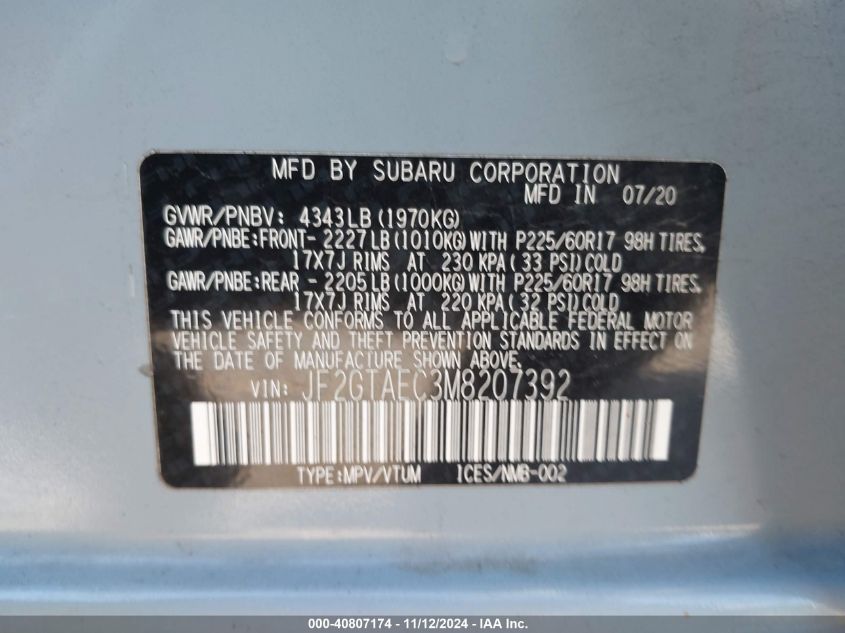 MFD BY SUBARU CORPORATION
MFD IN 07/20
GVWR/PNBV: 4343LB(1970KG)
GAWR/PNBE:FRONT- 2227LB(1010KG)WITH P225/60R17 98H TIRES,
17X7J RIMS AT 230 KPA(33 PSI)COLD
GAWR/PNBE:REAR - 2205LB(1000KG)WITH P225/60R17 98H TIRES,
17X7J RIMS AT 220 KPA(32 PSI)COLD
THIS VEHICLE CONFORMS TO ALL APPLICABLE FEDERAL MOTOR
VEHICLE SAFETY AND THEFT PREVENTION STANDARDS IN EFFECT ON
THE DATE OF MANUFACTURE SHOWN ABOVE.
VIN: JF2GTAEC3M8207392
TYPE:MPV/VTUM ICES/NMB-002
000-40807174 - 11/12/2024 - IAA Inc.